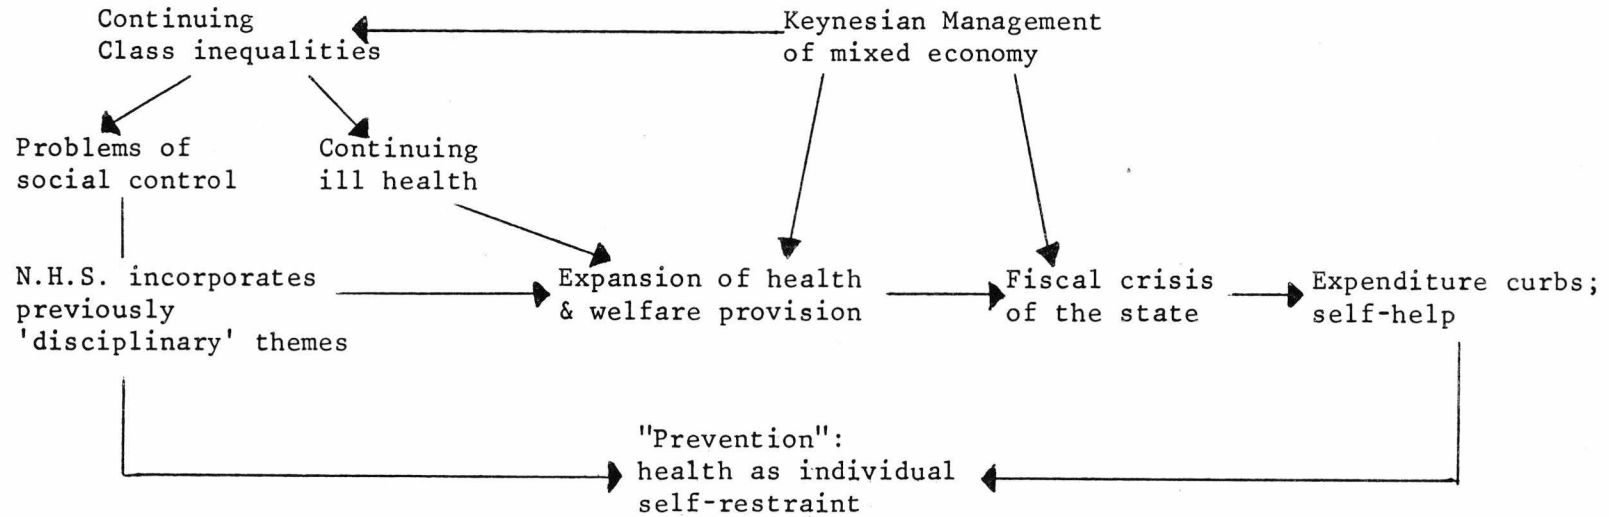 Continuing
Class inequalities
Keynesian Management
of mixed economy
Problems of
social control
Continuing
ill health
N.H.S. incorporates
previously
'disciplinary' themes
Expansion of health
& welfare provision
Fiscal crisis
of the state
Expenditure curbs;
self-help
"Prevention":
health as individual
self-restraint